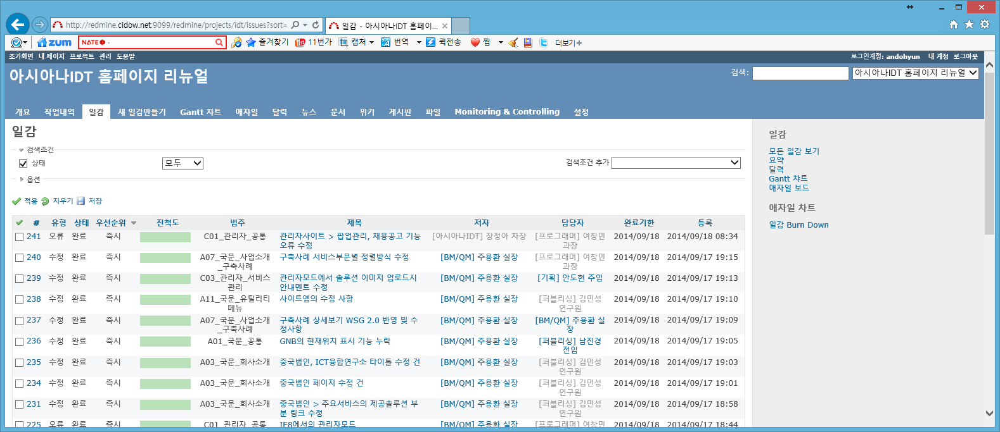 http://redmine.cidow.net:9099/redmine/projects/idt/issues?sort=
일감 - 아시아나IDT 홈페이...
zum NATE 즐겨찾기 11번가 캡처 번역 퀵전송 찜 더보기+
초기화면 내 페이지 프로젝트 관리 도움말 로그인계정: andohyun 내 계정 로그아웃
아시아나IDT 홈페이지 리뉴얼 검색: 아시아나IDT 홈페이지 리뉴얼
개요 작업내역 일감 새 일감만들기 Gantt 챠트 애자일 달력 뉴스 문서 위키 게시판 파일 Monitoring & Controlling 설정
일감
검색조건
상태 모두 검색조건 추가
옵션
적용 지우기 저장
# 유형 상태 우선순위 진척도 범주 제목 저자 담당자 완료기한 등록
241 오류 완료 즉시 C01_관리자_공통 관리자사이트 > 팝업관리, 채용공고 기능 [아시아나IDT] 장정아 차장 [프로그래머] 여창민 2014/09/18 2014/09/18 08:34
오류 수정 과장
240 수정 완료 즉시 A07_국문_사업소개 구축사례 서비스부문별 정렬방식 수정 [BM/QM] 주용환 실장 [프로그래머] 여창민 2014/09/18 2014/09/17 19:15
_구축사례 과장
239 수정 완료 즉시 C03_관리자_서비스 관리자모드에서 솔루션 이미지 업로드시 [BM/QM] 주용환 실장 [기획] 안도현 주임 2014/09/18 2014/09/17 19:13
관리 안내멘트 수정
238 수정 완료 즉시 A11_국문_유틸리티 사이트앱의 수정 사항 [BM/QM] 주용환 실장 [퍼블리싱] 김민성 2014/09/18 2014/09/17 19:10
메뉴 연구원
237 수정 완료 즉시 A07_국문_사업소개 구축사례 상세보기 WSG 2.0 반영 및 수 [BM/QM] 주용환 실장 [BM/QM] 주용환 실 2014/09/18 2014/09/17 19:09
_구축사례 정사항 장
236 수정 완료 즉시 A01_국문_공통 GNB의 현재위치 표시 기능 누락 [BM/QM] 주용환 실장 [퍼블리싱] 남진경 2014/09/18 2014/09/17 19:05
전임
235 수정 완료 즉시 A03_국문_회사소개 중국법인, ICT융합연구소 타이틀 수정 건 [BM/QM] 주용환 실장 [퍼블리싱] 김민성 2014/09/18 2014/09/17 19:03
연구원
234 수정 완료 즉시 A03_국문_회사소개 중국법인 페이지 수정 건 [BM/QM] 주용환 실장 [퍼블리싱] 김민성 2014/09/18 2014/09/17 19:01
연구원
231 수정 완료 즉시 A03_국문_회사소개 중국법인 > 주요서비스의 제공솔루션 부 [BM/QM] 주용환 실장 [퍼블리싱] 김민성 2014/09/18 2014/09/17 18:58
분 링크 수정 연구원
225 오류 완료 즉시 C01_관리자_공통 IE8에서의 관리자모드 [BM/QM] 주용환 실장 [프로그래머] 여창민 2014/09/18 2014/09/17 18:44
일감
모든 일감 보기
요약
달력
Gantt 챠트
애자일 보드
애자일 차트
일감 Burn Down